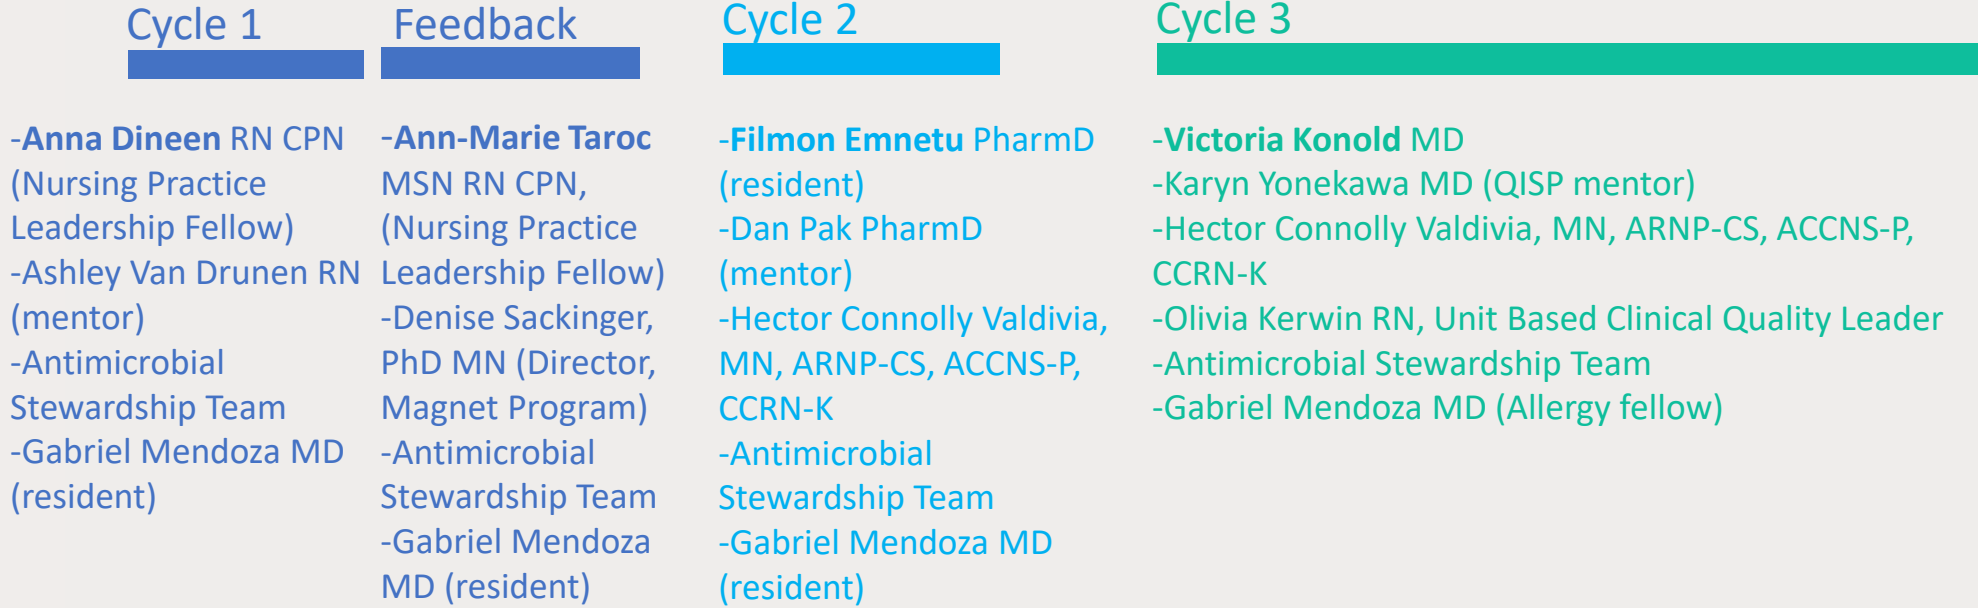 Cycle 1
-Anna Dineen RN CPN
(Nursing Practice
Leadership Fellow)
-Ashley Van Drunen RN
(mentor)
-Antimicrobial
Stewardship Team
-Gabriel Mendoza MD
(resident)
Feedback
-Ann-Marie Taroc
MSN RN CPN,
(Nursing Practice
Leadership Fellow)
-Denise Sackinger,
PhD MN (Director,
Magnet Program)
-Antimicrobial
Stewardship Team
-Gabriel Mendoza
MD (resident)
Cycle 2
-Filmon Emnetu PharmD
(resident)
-Dan Pak PharmD
(mentor)
-Hector Connolly Valdivia,
MN, ARNP-CS, ACCNS-P,
CCRN-K
-Antimicrobial
Stewardship Team
-Gabriel Mendoza MD
(resident)
Cycle 3
-Victoria Konold MD
-Karyn Yonekawa MD (QISP mentor)
-Hector Connolly Valdivia, MN, ARNP-CS, ACCNS-P,
CCRN-K
-Olivia Kerwin RN, Unit Based Clinical Quality Leader
-Antimicrobial Stewardship Team
-Gabriel Mendoza MD (Allergy fellow)